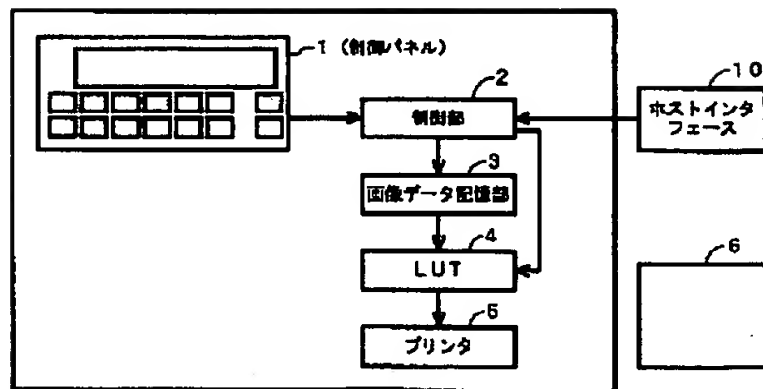 1（制御パネル）
2
制御部
10
ホストインタ
フェース
3
画像データ記憶部
4
LUT
5
プリンタ
6